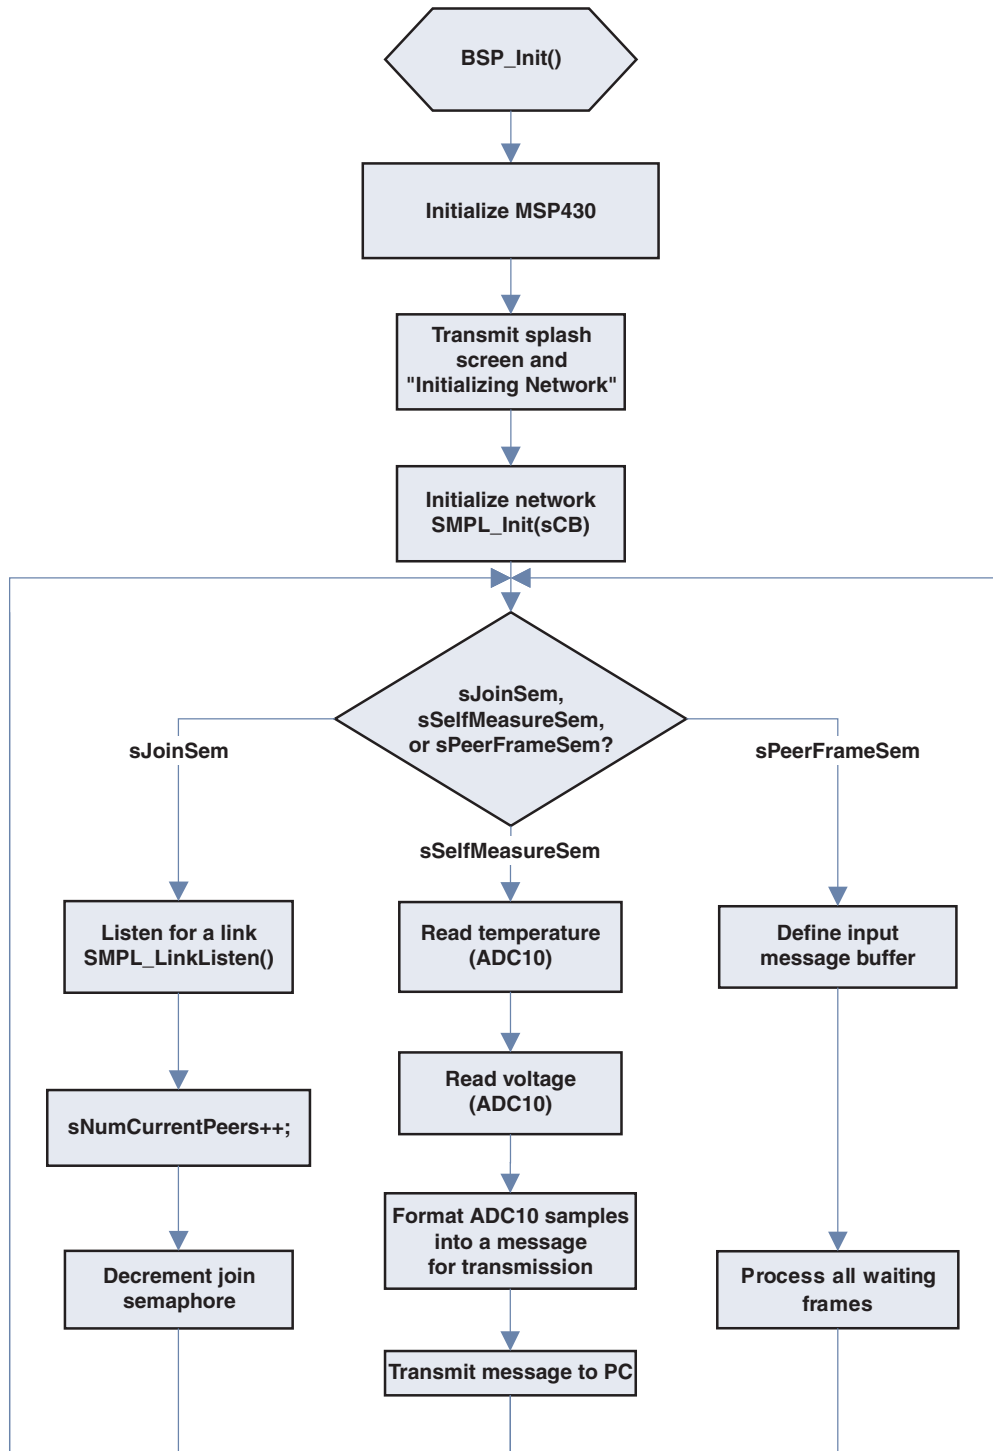 BSP_Init()
Initialize MSP430
Transmit splash
screen and
"Initializing Network"
Initialize network
SMPL_Init(sCB)
sJoinSem,
sSelfMeasureSem,
or sPeerFrameSem?
sJoinSem
sPeerFrameSem
sSelfMeasureSem
Listen for a link
SMPL_LinkListen()
Read temperature
(ADC10)
Define input
message buffer
Read voltage
(ADC10)
sNumCurrentPeers++;
Format ADC10 samples
into a message
for transmission
Decrement join
semaphore
Process all waiting
frames
Transmit message to PC